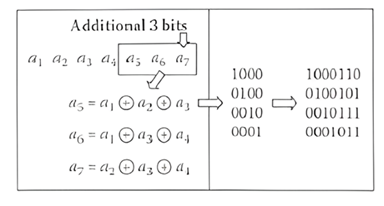 Additional 3 bits
a₁ a₂ a₃ a₄ a₅ a₆ a₇
a₅ = a₁ ⊕ a₂ ⊕ a₃
a₆ = a₁ ⊕ a₃ ⊕ a₄
a₇ = a₂ ⊕ a₃ ⊕ a₄
1000
0100
0010
0001
1000110
0100101
0010111
0001011